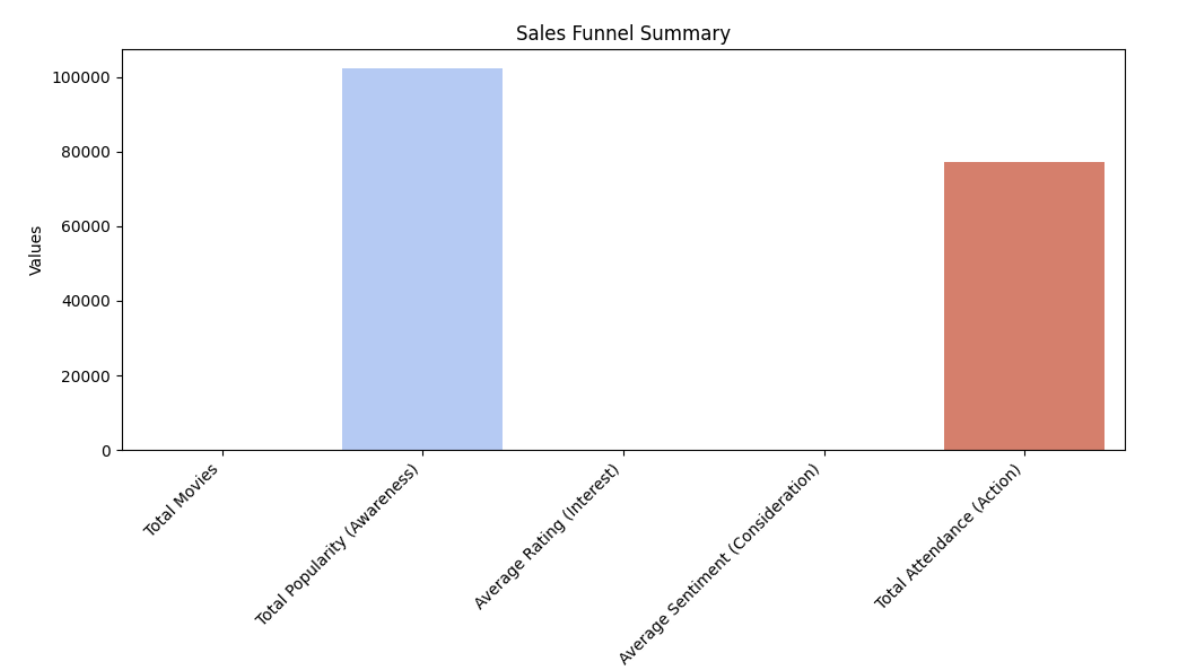 Sales Funnel Summary
100000
80000
60000
40000
20000
0
Values
Total Movies
Total Popularity (Awareness)
Average Rating (Interest)
Average Sentiment (Consideration)
Total Attendance (Action)